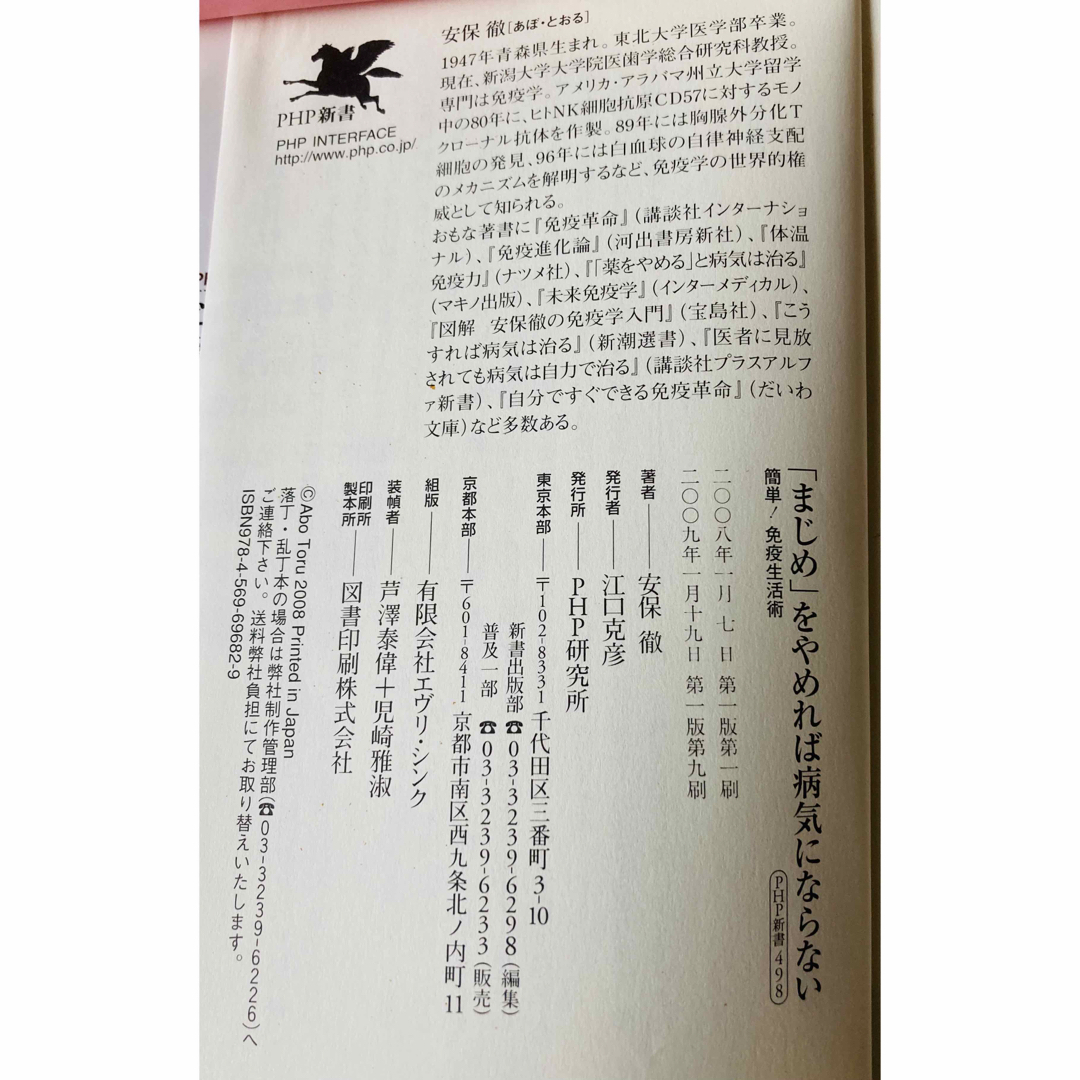 PHP新書
PHP INTERFACE
http://www.php.co.jp/
安保 徹[あぼ・とおる]
1947年青森県生まれ。東北大学医学部卒業。
現在、新潟大学大学院医歯学総合研究科教授。
専門は免疫学。アメリカ・アラバマ州立大学留学
中の80年に、ヒトNK細胞抗原CD57に対するモノ
クローナル抗体を作製。89年には胸腺外分化T
細胞の発見、96年には白血球の自律神経支配
のメカニズムを解明するなど、免疫学の世界的権
威として知られる。
おもな著書に『免疫革命』(講談社インターナショ
ナル)、『免疫進化論』(河出書房新社)、『体温
免疫力』(ナツメ社)、『「薬をやめる」と病気は治る』
(マキノ出版)、『未来免疫学』(インターメディカル)、
『図解 安保徹の免疫学入門』(宝島社)、『こう
すれば病気は治る』(新潮選書)、『医者に見放
されても病気は自力で治る』(講談社プラスアルフ
ァ新書)、『自分ですぐできる免疫革命』(だいわ
文庫)など多数ある。
「まじめ」をやめれば病気にならない
簡単！免疫生活術
PHP新書498
二〇〇八年一月 七 日 第一版第一刷
二〇〇九年一月十九日 第一版第九刷
著者――安保 徹
発行者――江口克彦
発行所――PHP研究所
東京本部――〒102-8331 千代田区三番町3-10
新書出版部 ☎03-3239-6298(編集)
普及一部 ☎03-3239-6233(販売)
京都本部――〒601-8411 京都市南区西九条北ノ内町11
組版――有限会社エヴリ・シンク
装幀者――芦澤泰偉+児崎雅淑
印刷所
製本所――図書印刷株式会社
©Abo Toru 2008 Printed in Japan
落丁・乱丁本の場合は弊社制作管理部(☎03-3239-6226)へ
ご連絡下さい。送料弊社負担にてお取り替えいたします。
ISBN978-4-569-69682-9